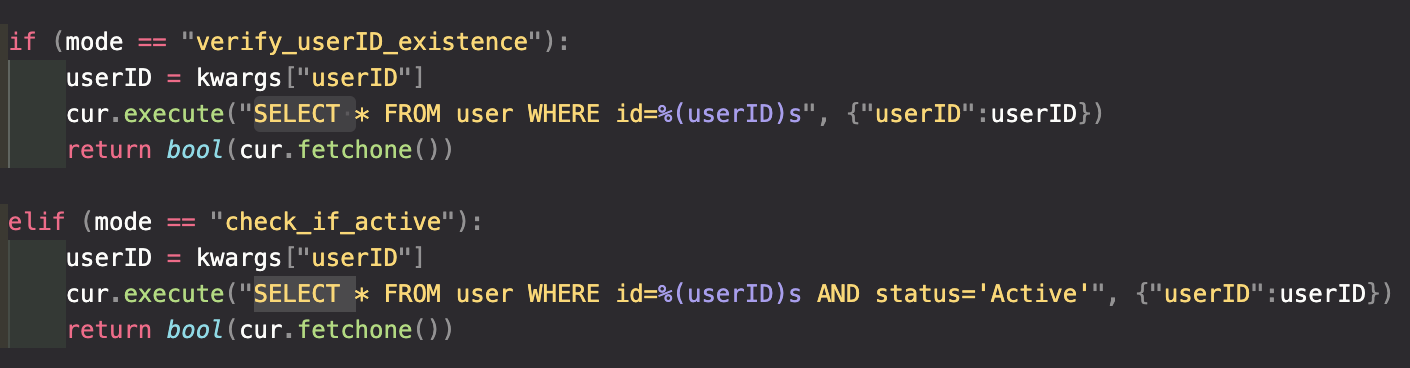 if (mode == "verify_userID_existence"):
userID = kwargs["userID"]
cur.execute("SELECT * FROM user WHERE id=%(userID)s", {"userID":userID})
return bool(cur.fetchone())
elif (mode == "check_if_active"):
userID = kwargs["userID"]
cur.execute("SELECT * FROM user WHERE id=%(userID)s AND status='Active'", {"userID":userID})
return bool(cur.fetchone())